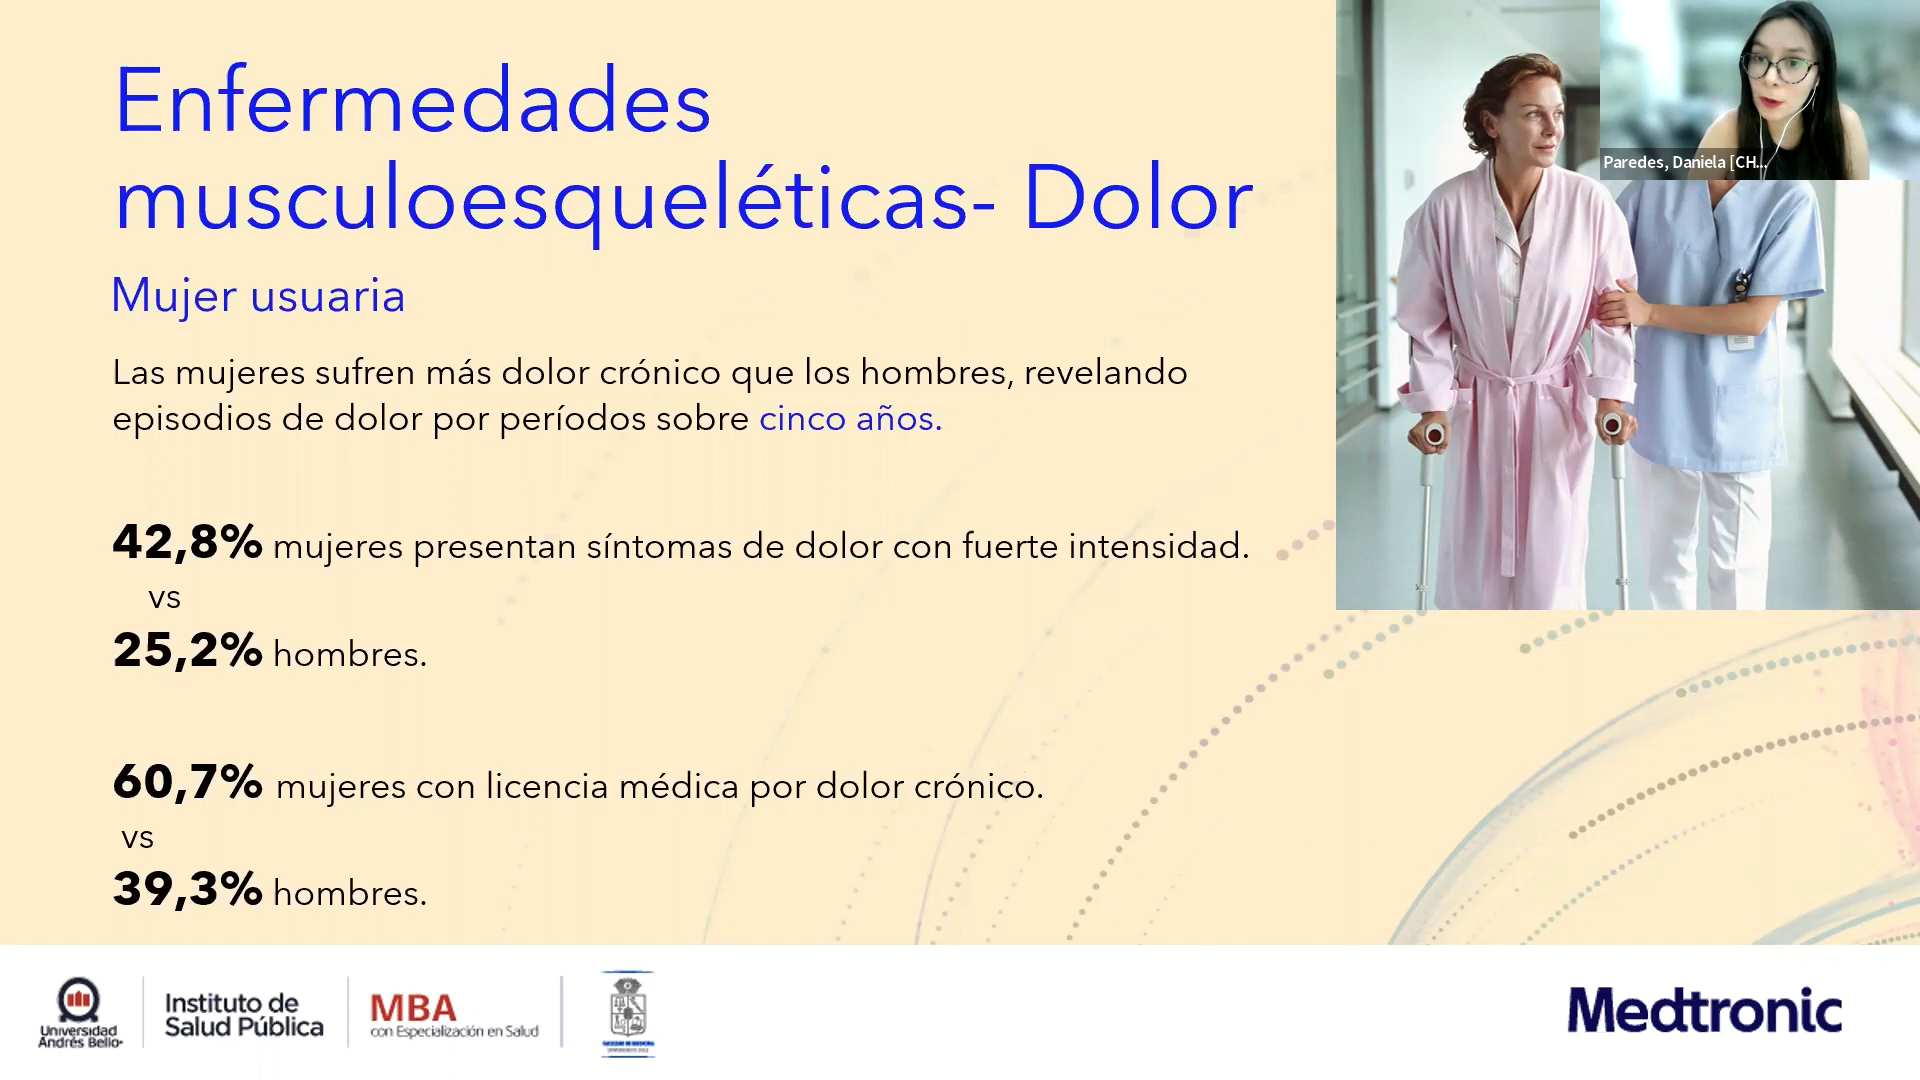 Enfermedades
musculoesqueléticas- Dolor
Paredes, Daniela [CH...
Mujer usuaria
Las mujeres sufren más dolor crónico que los hombres, revelando
episodios de dolor por períodos sobre cinco años.
42,8% mujeres presentan síntomas de dolor con fuerte intensidad.
vs
25,2% hombres.
60,7% mujeres con licencia médica por dolor crónico.
vs
39,3% hombres.
Universidad
Andrés Bello
Instituto de
Salud Pública
MBA
con Especialización en Salud
FACULTAD DE MEDICINA
Medtronic